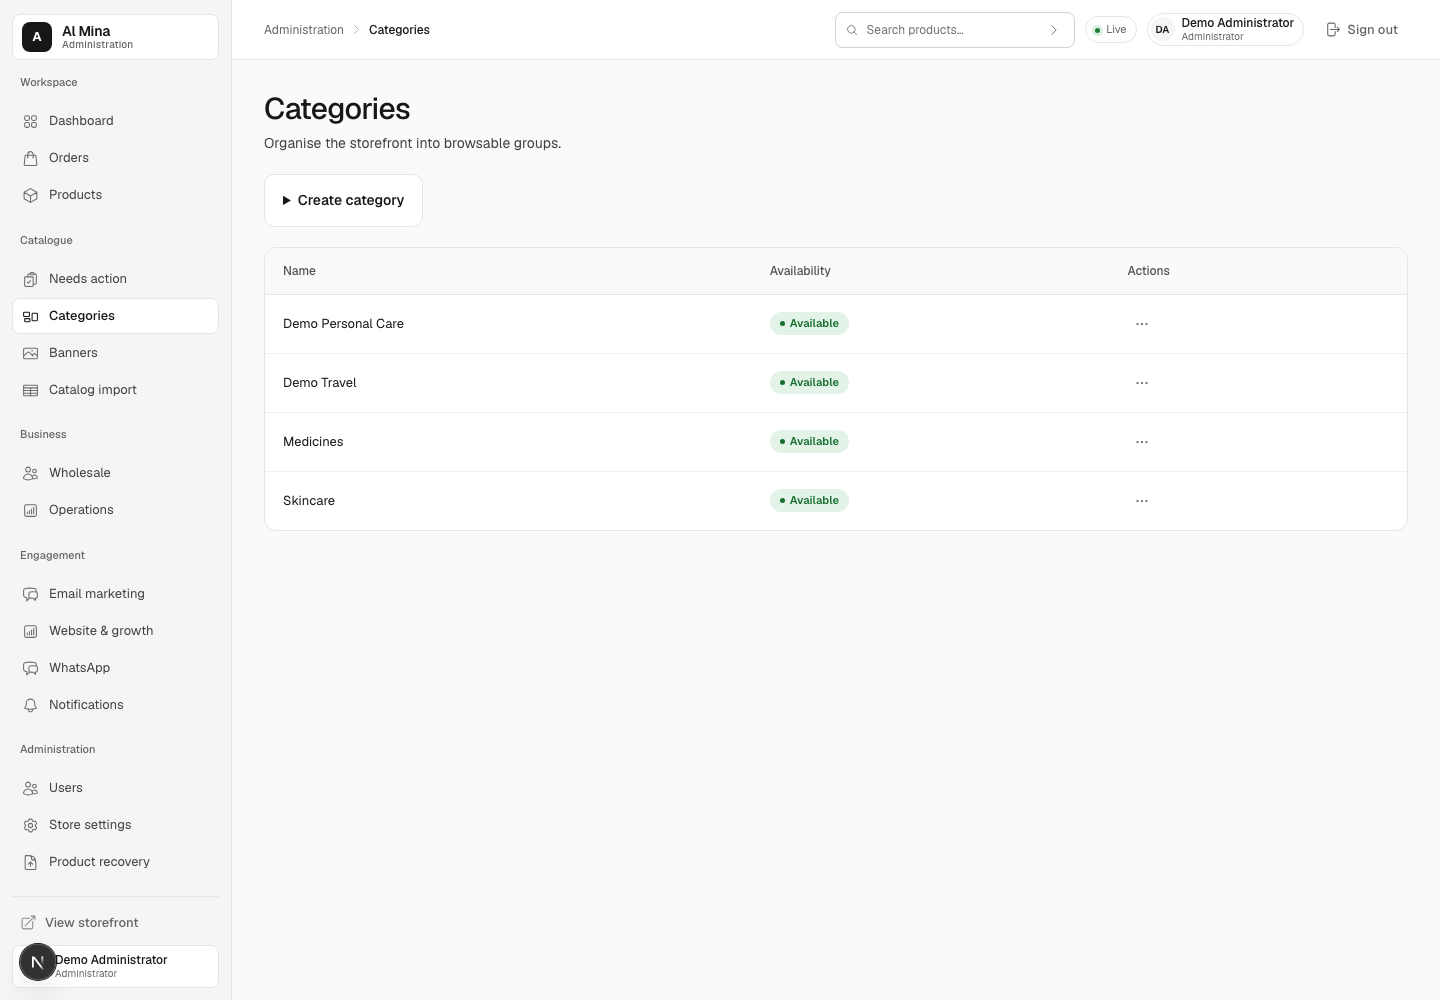 A
Al Mina
Administration
Workspace
Dashboard
Orders
Products
Catalogue
Needs action
Categories
Banners
Catalog import
Business
Wholesale
Operations
Engagement
Email marketing
Website & growth
WhatsApp
Notifications
Administration
Users
Store settings
Product recovery
View storefront
N
Demo Administrator
Administrator
Administration
Categories
Search products...
Live
DA
Demo Administrator
Administrator
Sign out
Categories
Organise the storefront into browsable groups.
Create category
Name Availability Actions
Demo Personal Care Available ...
Demo Travel Available ...
Medicines Available ...
Skincare Available ...